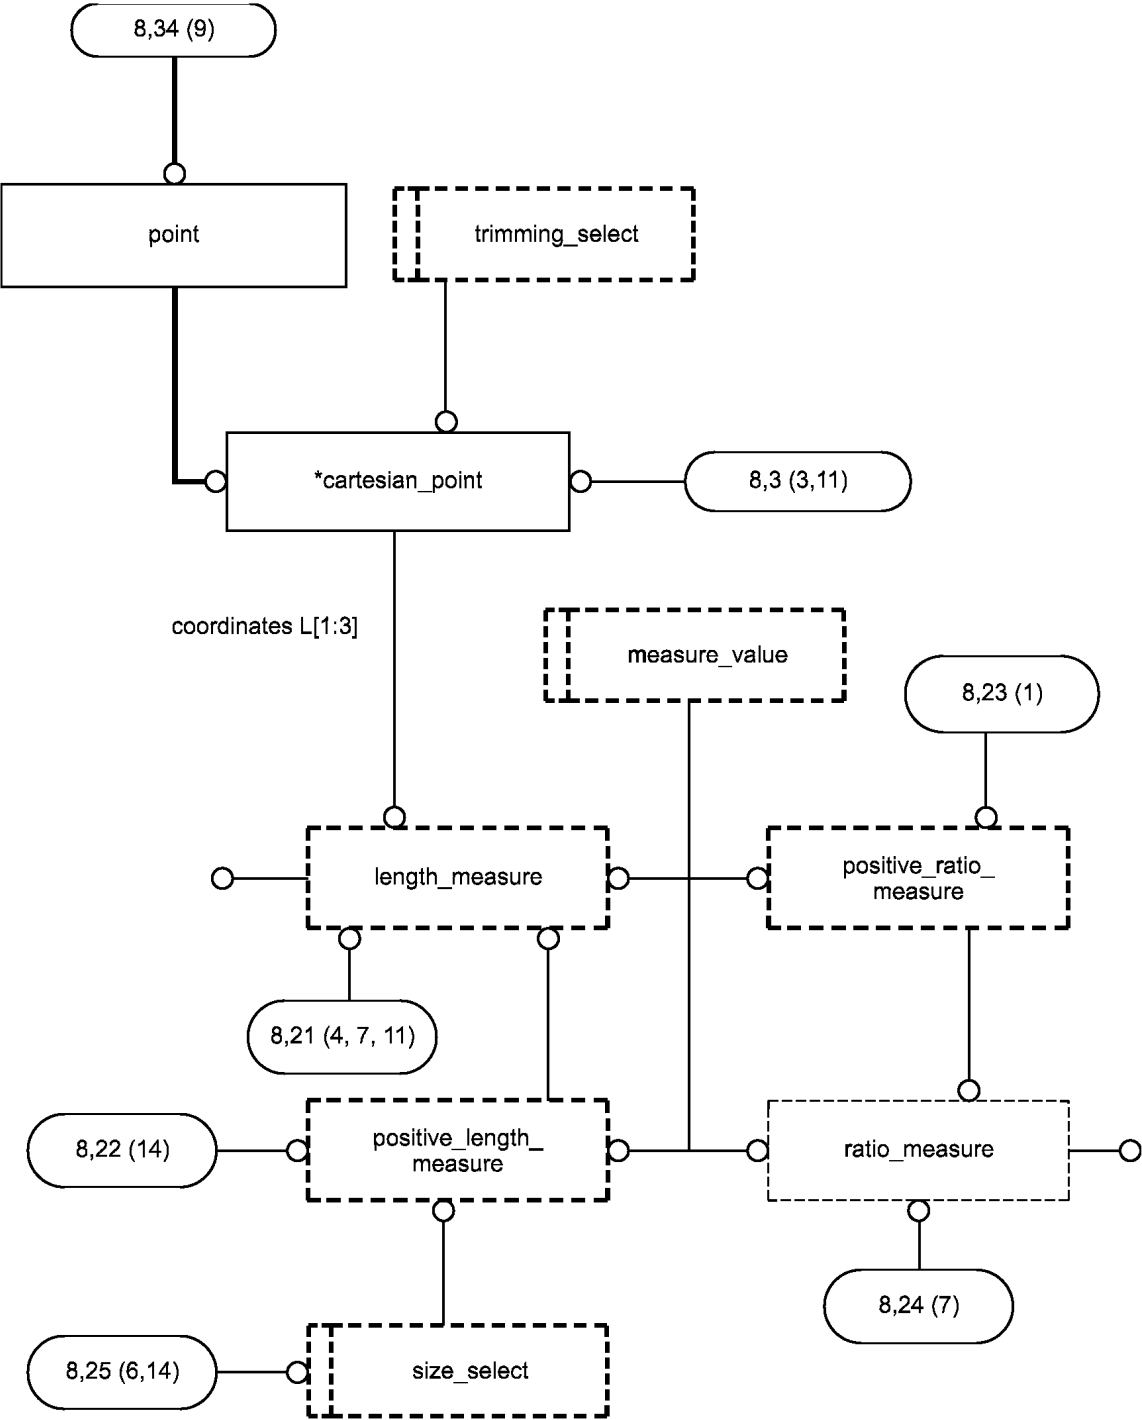 8,34 (9)
point
trimming_select
*cartesian_point
8,3 (3,11)
coordinates L[1:3]
measure_value
8,23 (1)
length_measure
positive_ratio_
measure
8,21 (4, 7, 11)
8,22 (14)
positive_length_
measure
ratio_measure
8,24 (7)
8,25 (6,14)
size_select